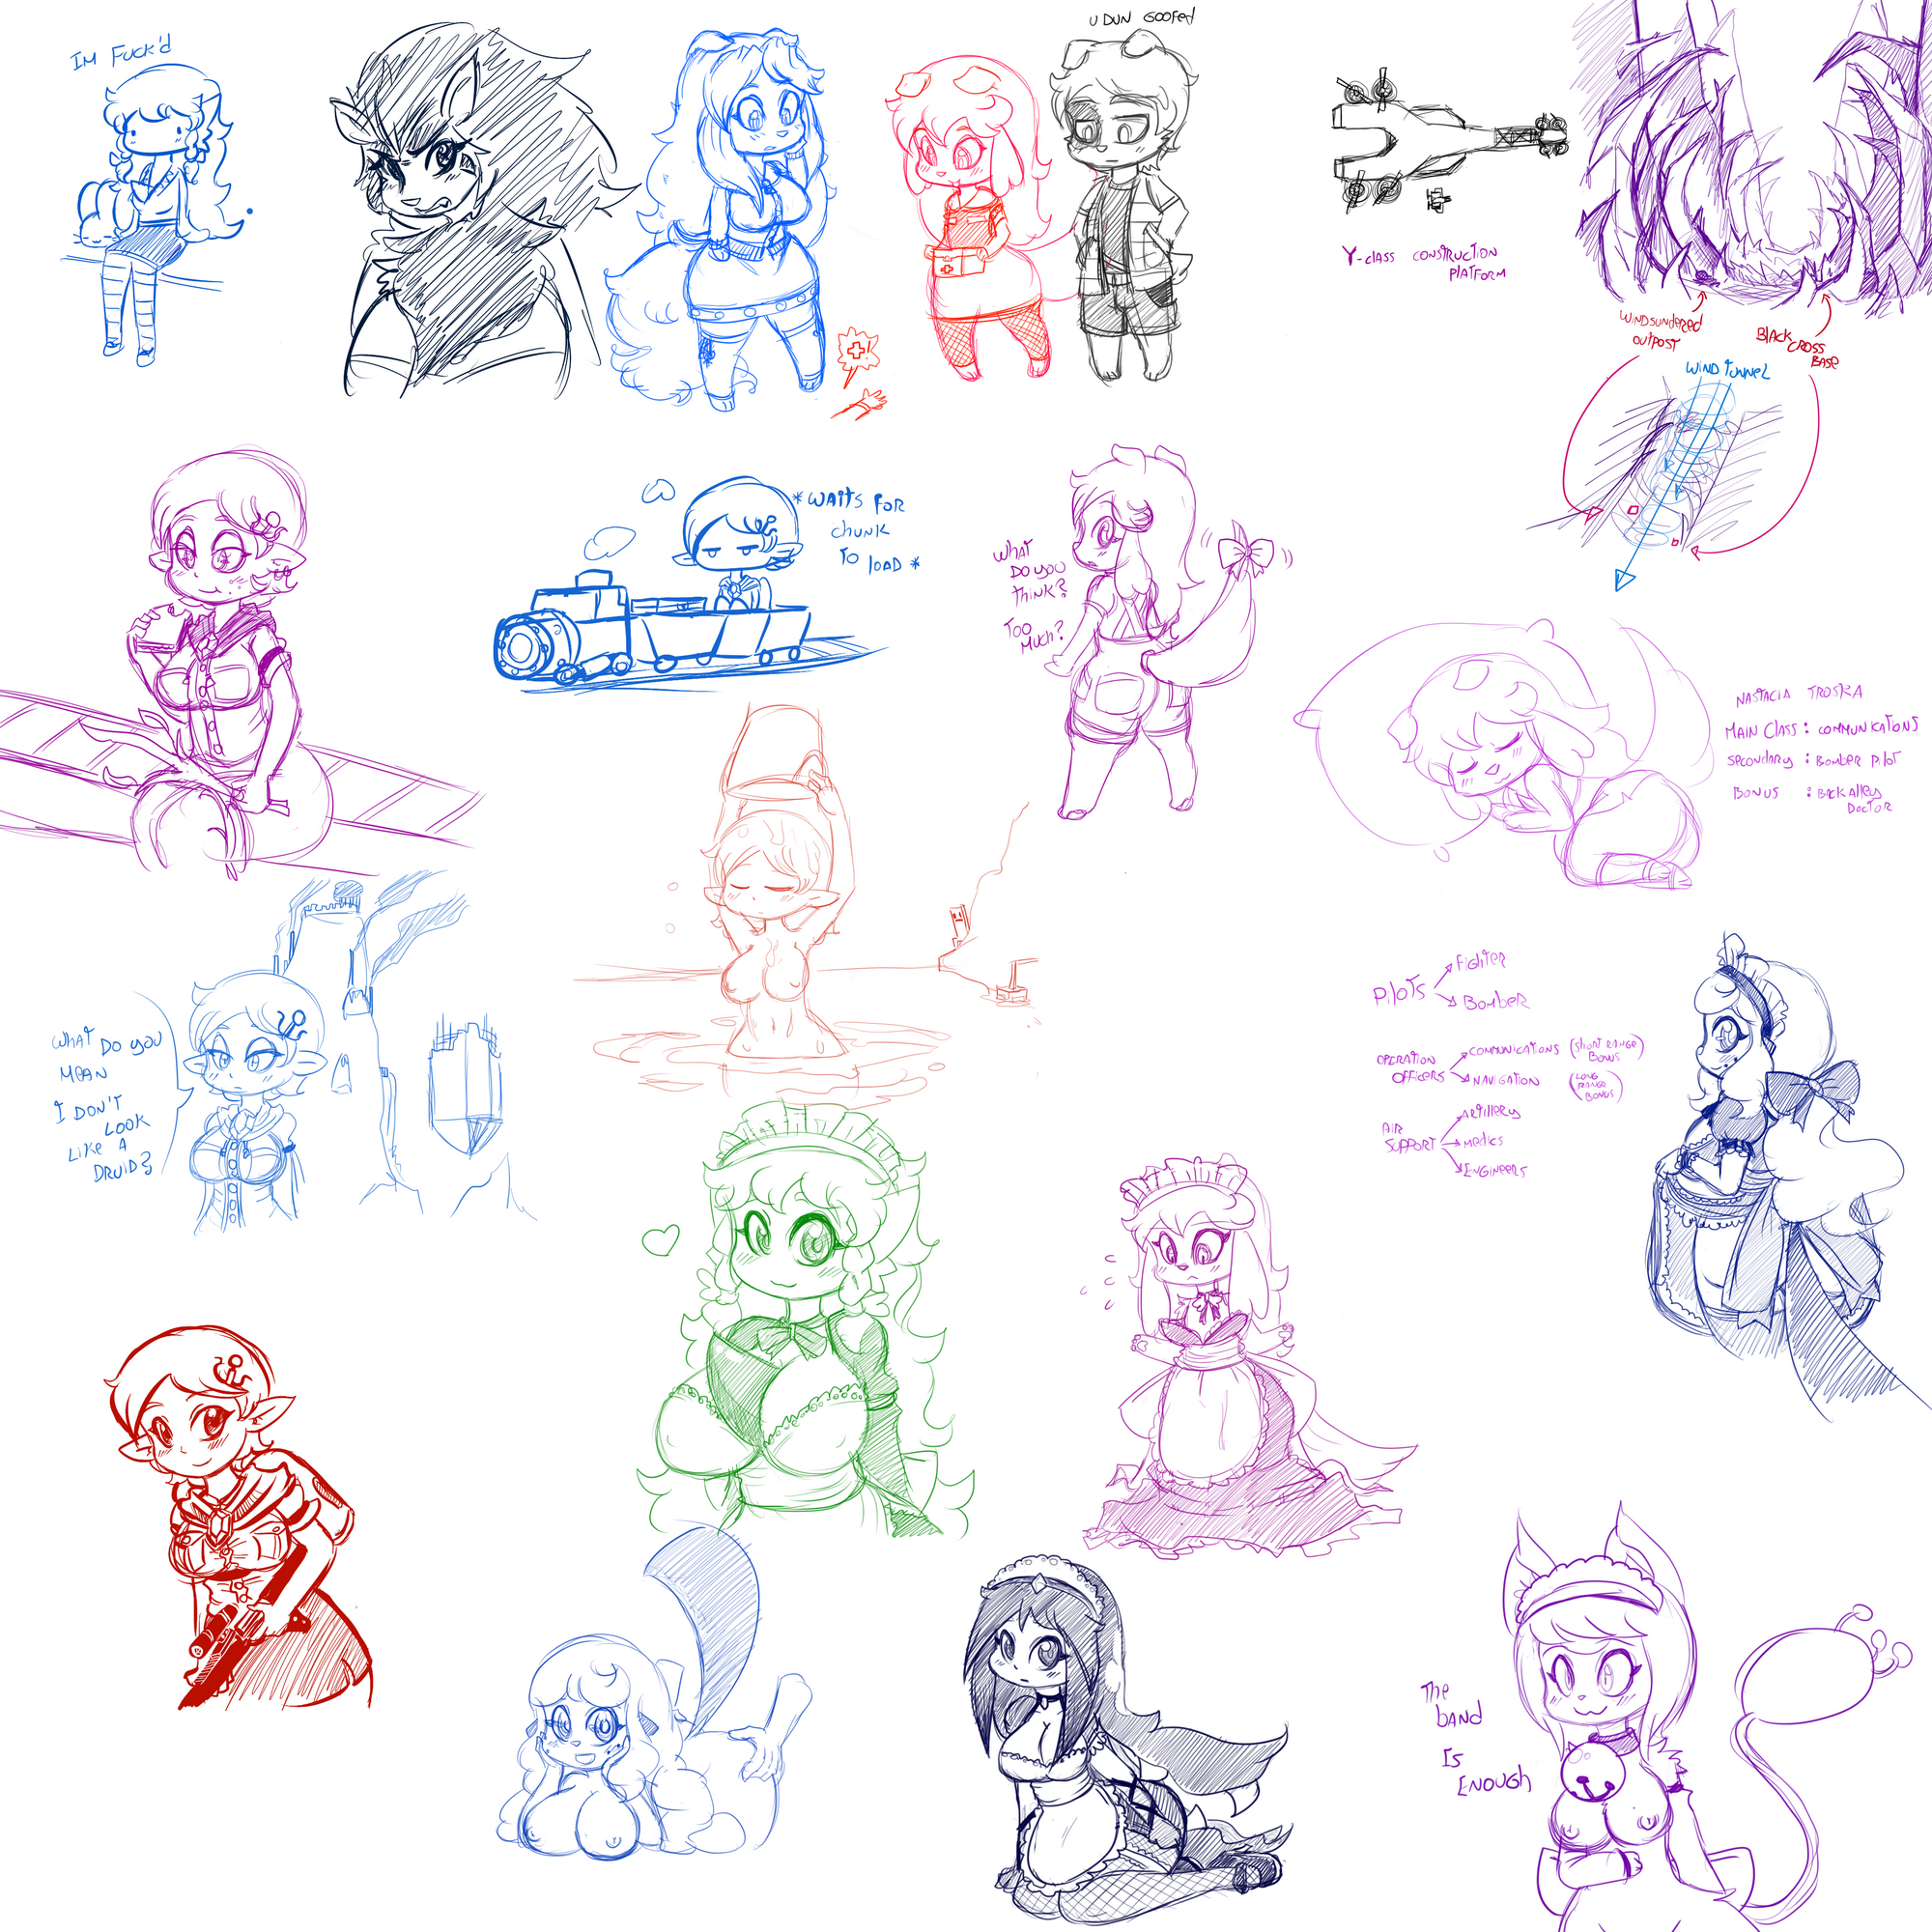 IM FUCK'd
U DUN GOOFED
Y-CLASS CONSTRUCTION
PLATFORM
WINDSUNDERED
OUTPOST
BLACK
CROSS
BASE
WIND TUNNEL
*WAITS FOR
CHUNK
TO LOAD *
WHAT
DO YOU
THINK?
TOO
MUCH?
NASTACIA TROSKA
MAIN CLASS : COMMUNICATIONS
SECONDARY : BOMBER PILOT
BONUS : BACK ALLEY
DOCTOR
WHAT DO YOU
MEAN
I DON'T
LOOK
LIKE A
DRUID?
PILOTS
FIGHTER
BOMBER
OPERATION
OFFICERS
COMMUNICATIONS (SHORT RANGE)
BONUS
NAVIGATION (LONG
RANGE
BONUS)
AIR
SUPPORT
ARTILLERY
MEDICS
ENGINEERS
The
BAND
Is
ENOUGH